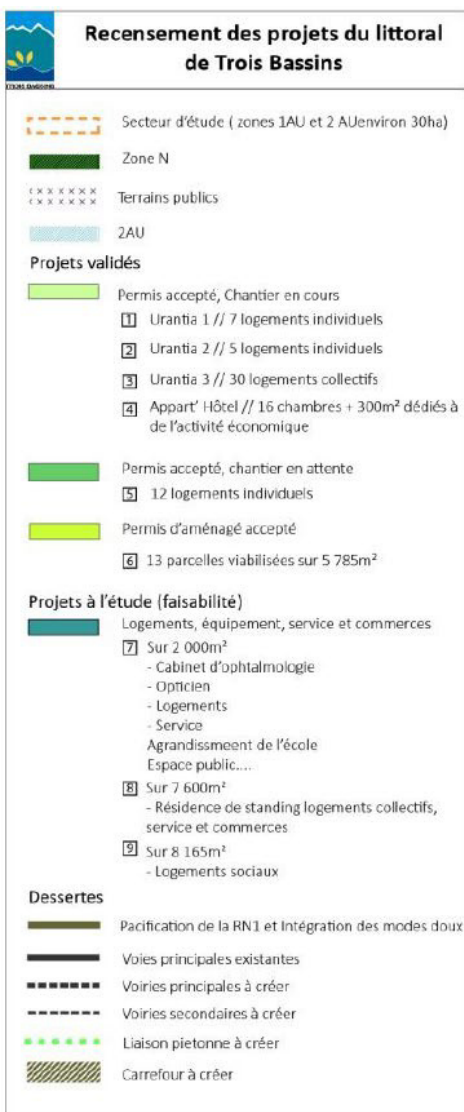 TROIS BASSINS
Recensement des projets du littoral
de Trois Bassins
Secteur d'étude ( zones 1AU et 2 AUenviron 30ha)
Zone N
Terrains publics
2AU
Projets validés
Permis accepté, Chantier en cours
1 Urantia 1 // 7 logements individuels
2 Urantia 2 // 5 logements individuels
3 Urantia 3 // 30 logements collectifs
4 Appart' Hôtel // 16 chambres + 300m² dédiés à
de l'activité économique
Permis accepté, chantier en attente
5 12 logements individuels
Permis d'aménagé accepté
6 13 parcelles viabilisées sur 5 785m²
Projets à l'étude (faisabilité)
Logements, équipement, service et commerces
7 Sur 2 000m²
- Cabinet d'ophtalmologie
- Opticien
- Logements
- Service
Agrandissmeent de l'école
Espace public....
8 Sur 7 600m²
- Résidence de standing logements collectifs,
service et commerces
9 Sur 8 165m²
- Logements sociaux
Dessertes
Pacification de la RN1 et Intégration des modes doux
Voies principales existantes
Voiries principales à créer
Voiries secondaires à créer
Liaison pietonne à créer
Carrefour à créer